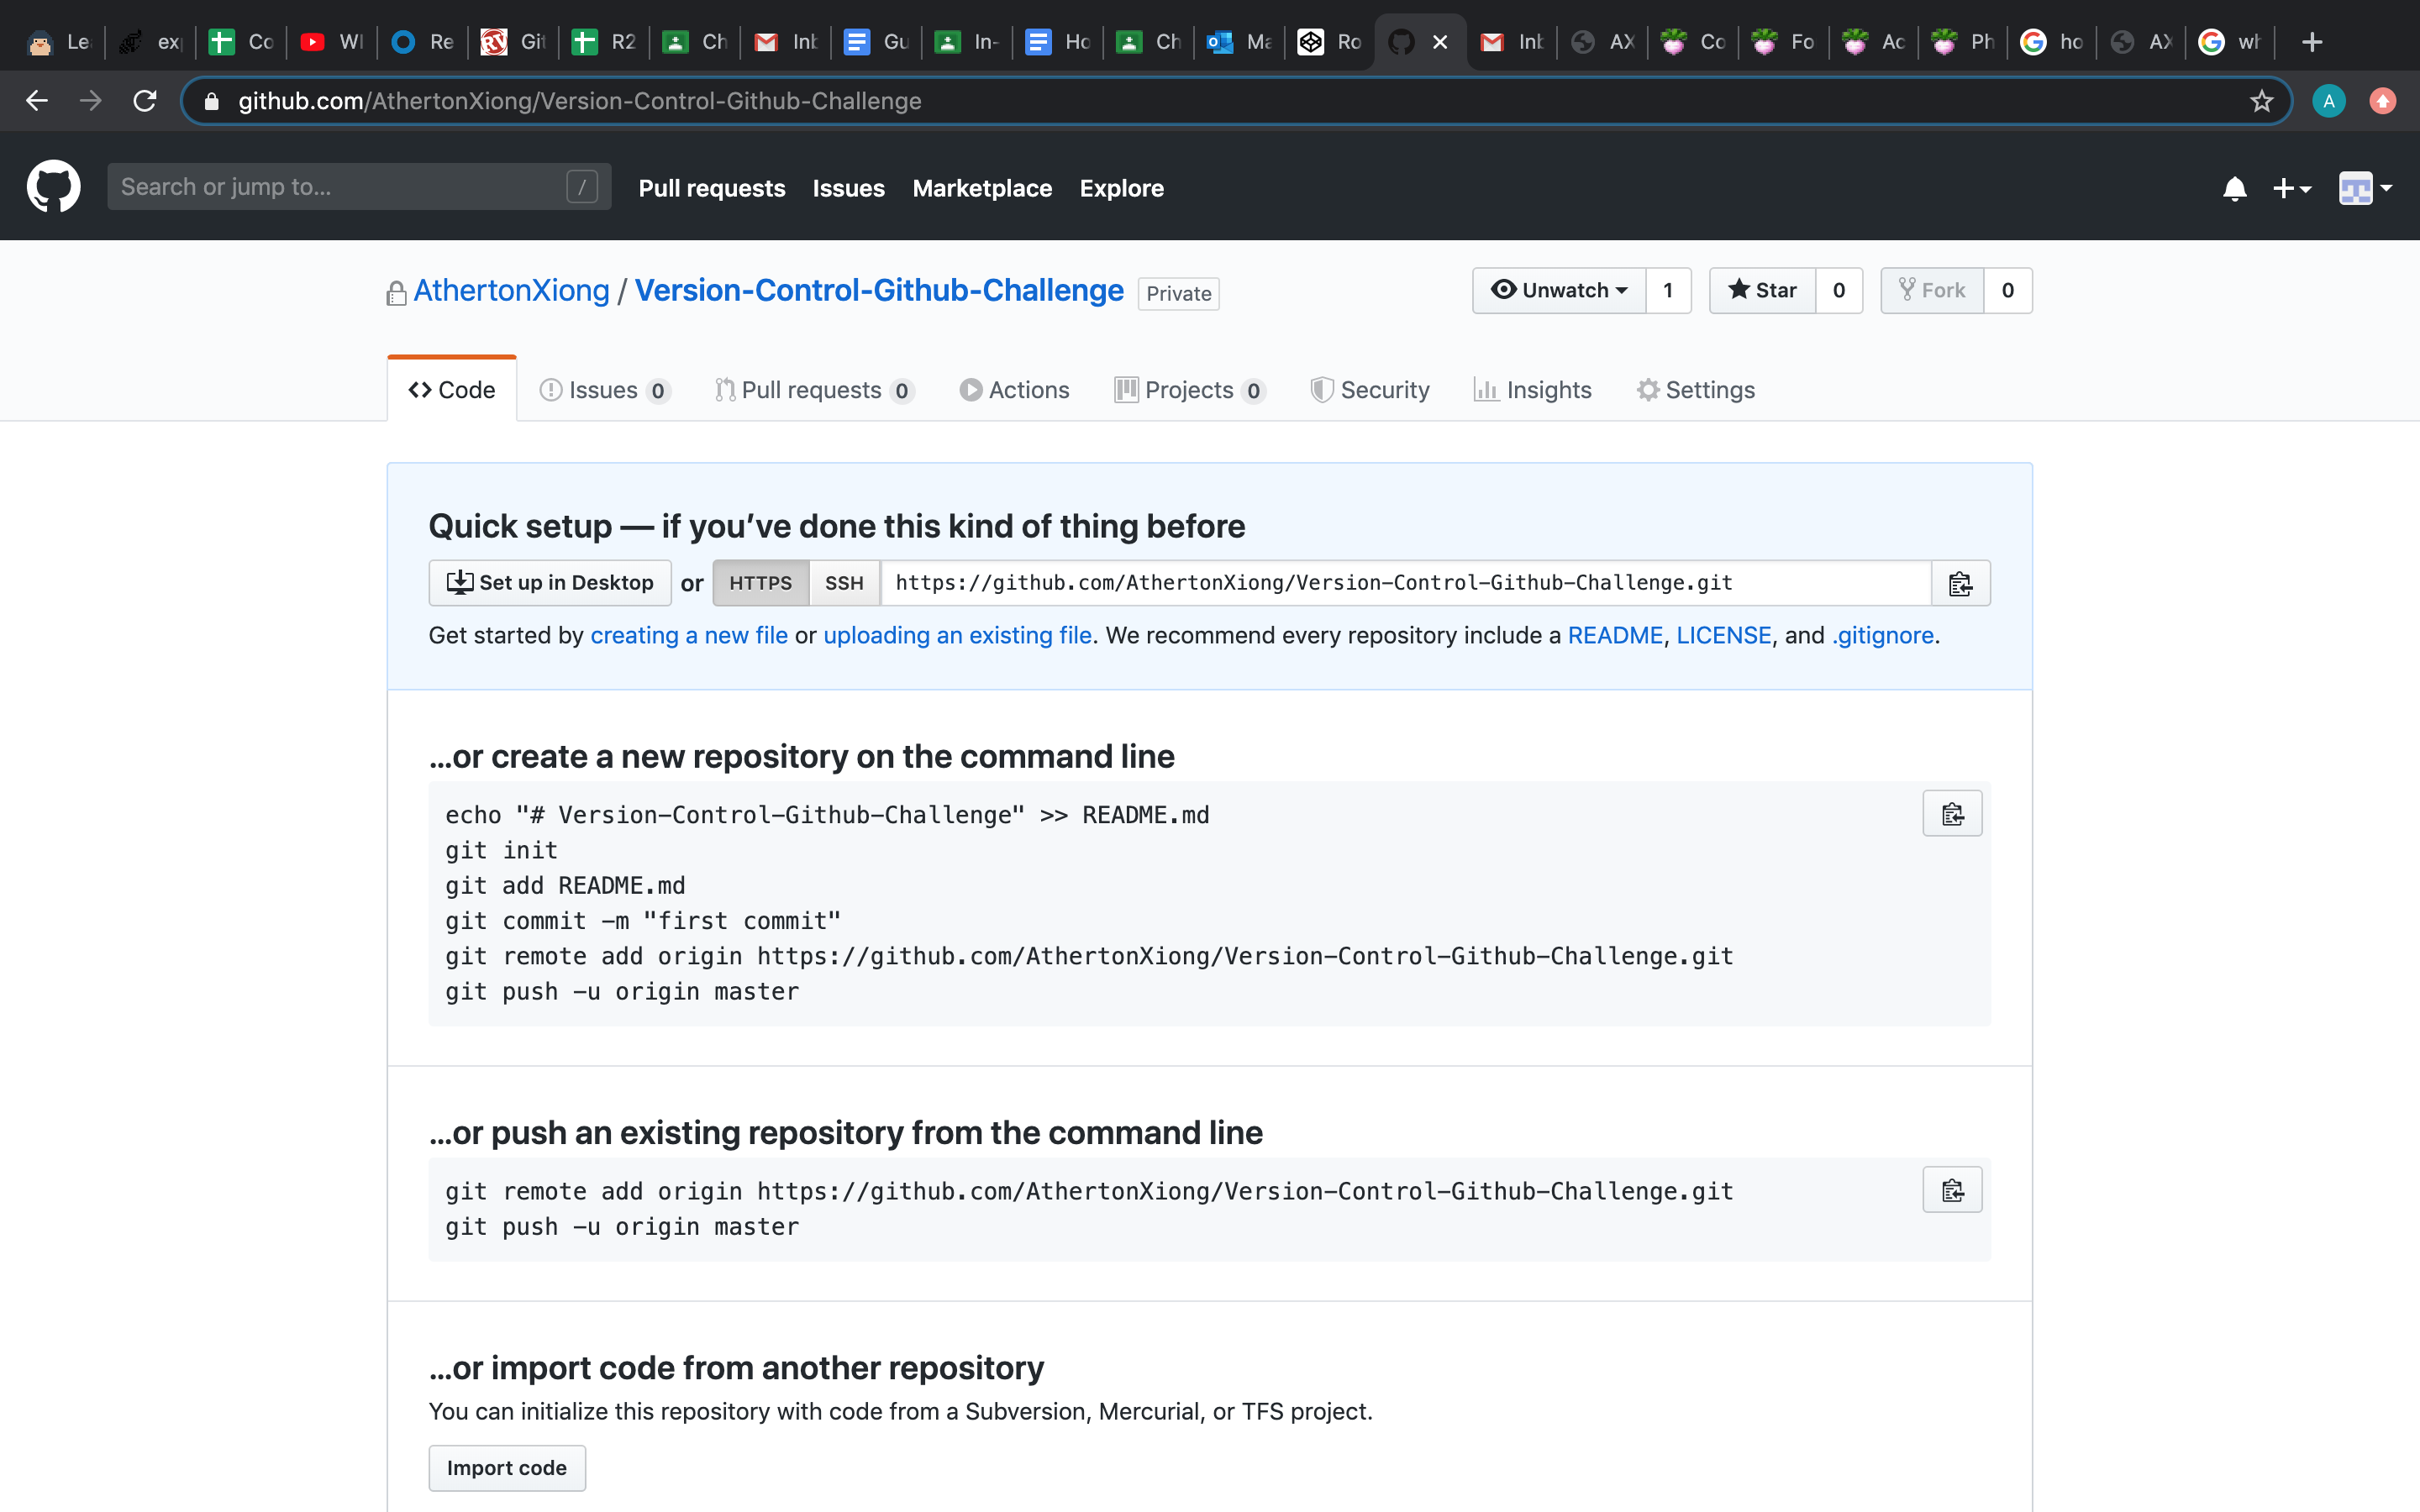 Le ex Co WI Re Git R2 Ch Inb Gu In- Ho Ch Ma Ro Inb AX Co Fo Ac Ph ho AX wh
github.com/AthertonXiong/Version-Control-Github-Challenge A
Search or jump to... / Pull requests Issues Marketplace Explore
AthertonXiong / Version-Control-Github-Challenge Private Unwatch 1 Star 0 Fork 0
Code Issues 0 Pull requests 0 Actions Projects 0 Security Insights Settings
Quick setup — if you’ve done this kind of thing before
Set up in Desktop or HTTPS SSH https://github.com/AthertonXiong/Version-Control-Github-Challenge.git
Get started by creating a new file or uploading an existing file. We recommend every repository include a README, LICENSE, and .gitignore.
…or create a new repository on the command line
echo "# Version-Control-Github-Challenge" >> README.md
git init
git add README.md
git commit -m "first commit"
git remote add origin https://github.com/AthertonXiong/Version-Control-Github-Challenge.git
git push -u origin master
…or push an existing repository from the command line
git remote add origin https://github.com/AthertonXiong/Version-Control-Github-Challenge.git
git push -u origin master
…or import code from another repository
You can initialize this repository with code from a Subversion, Mercurial, or TFS project.
Import code